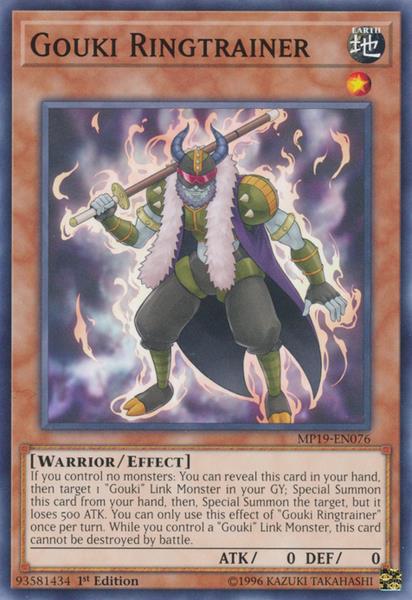 GOUKI RINGTRAINER
EARTH
地
MP19-EN076
[WARRIOR/EFFECT]
If you control no monsters: You can reveal this card in your hand,
then target 1 "Gouki" Link Monster in your GY; Special Summon
this card from your hand, then, Special Summon the target, but it
loses 500 ATK. You can only use this effect of "Gouki Ringtrainer"
once per turn. While you control a "Gouki" Link Monster, this card
cannot be destroyed by battle.
ATK/ 0 DEF/ 0
93581434 1st Edition ©1996 KAZUKI TAKAHASHI